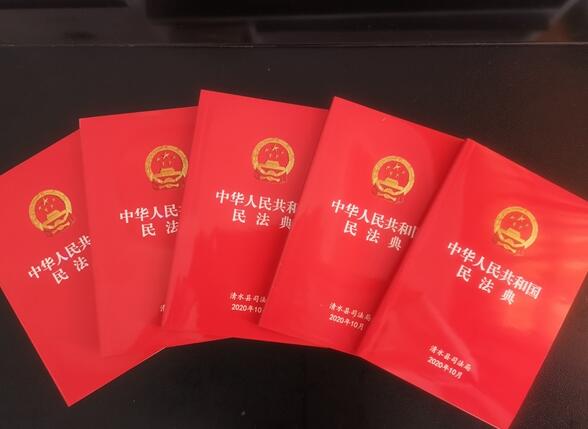 中华人民
民法
中华人民
民法
清
中华人民共和
民法典
清水县司法
2020年10
中华人民共和
民法典
清水县司法局
2020年10月
中华人民共和国
民法典
清水县司法局
2020年10月